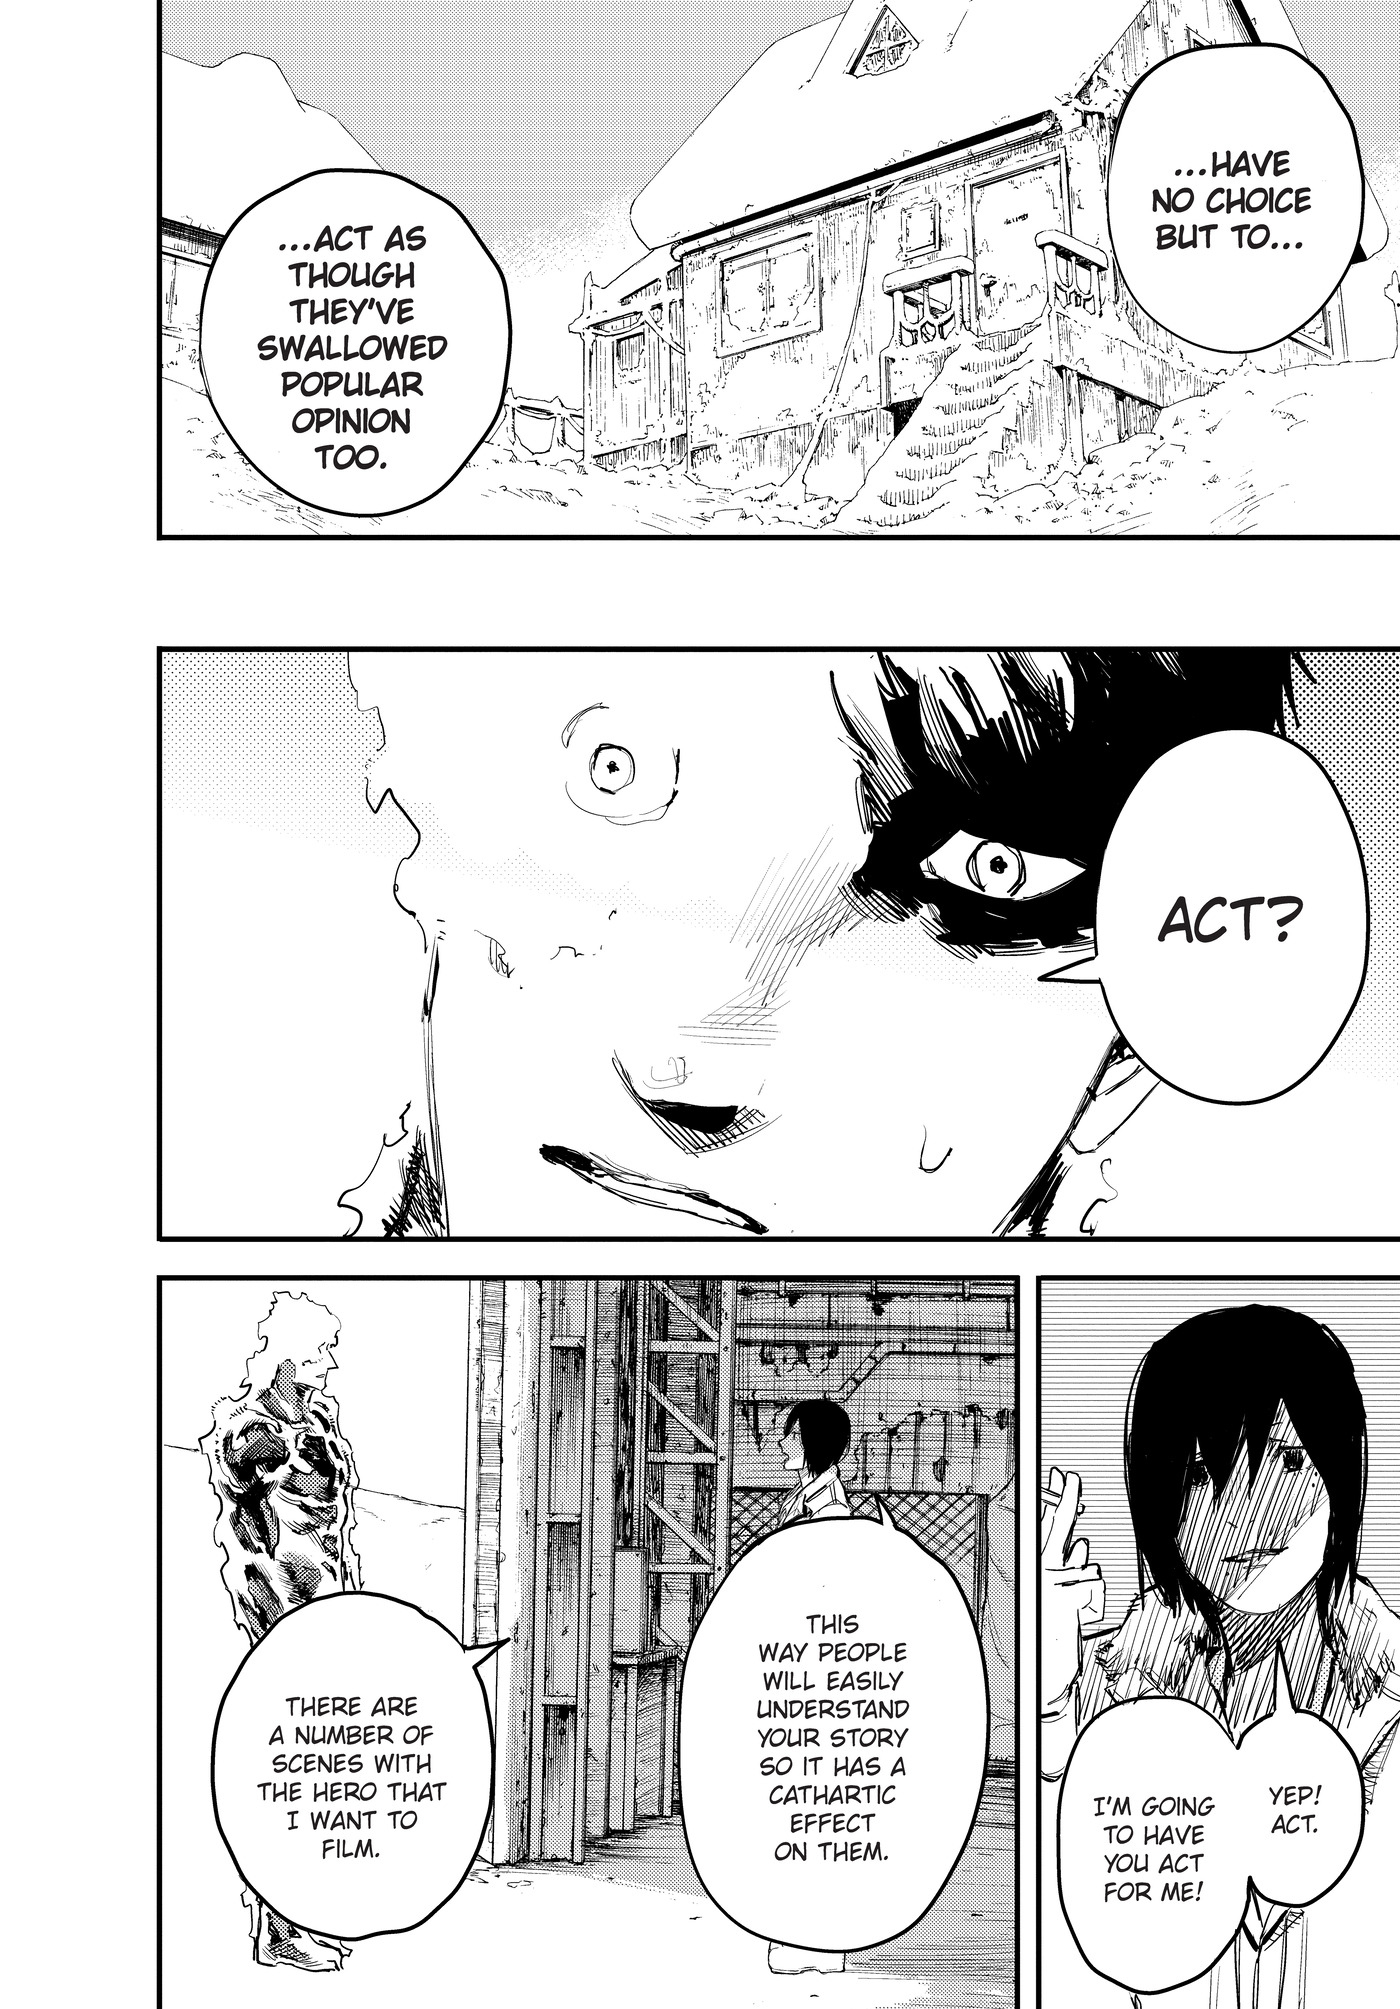 ...HAVE
NO CHOICE
BUT TO...
...ACT AS
THOUGH
THEY'VE
SWALLOWED
POPULAR
OPINION
TOO.
ACT?
YEP!
ACT.
I'M GOING
TO HAVE
YOU ACT
FOR ME!
THIS
WAY PEOPLE
WILL EASILY
UNDERSTAND
YOUR STORY
SO IT HAS A
CATHARTIC
EFFECT
ON THEM.
THERE ARE
A NUMBER OF
SCENES WITH
THE HERO THAT
I WANT TO
FILM.